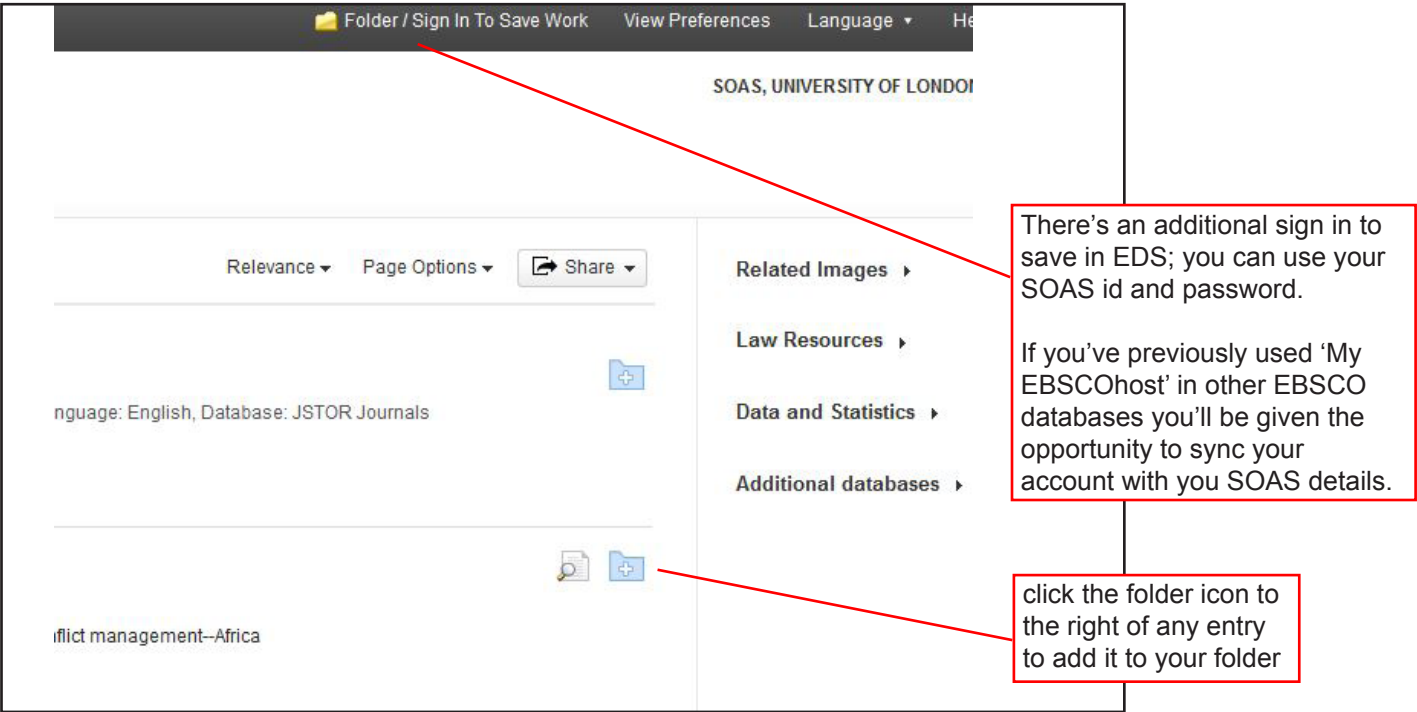 Folder / Sign In To Save Work View Preferences Language
SOAS, UNIVERSITY OF LONDON
Relevance Page Options Share
Related Images
Law Resources
nguage: English, Database: JSTOR Journals
Data and Statistics
Additional databases
flict management--Africa
There’s an additional sign in to
save in EDS; you can use your
SOAS id and password.
If you’ve previously used ‘My
EBSCOhost’ in other EBSCO
databases you’ll be given the
opportunity to sync your
account with you SOAS details.
click the folder icon to
the right of any entry
to add it to your folder